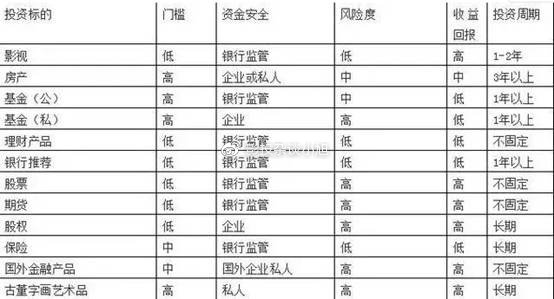 投资标的 门槛 资金安全 风险度 收益回报 投资周期
影视 低 银行监管 低 高 1-2年
房产 高 企业或私人 中 中 3年以上
基金（公） 高 银行监管 中 低 1年以上
基金（私） 高 企业 高 低 1年以上
理财产品 低 银行监管 低 低 不固定
银行推荐 低 银行监管 低 低 1年以上
股票 低 银行监管 高 高 不固定
期货 低 银行监管 高 高 不固定
股权 低 企业 高 高 长期
保险 中 银行监管 低 低 长期
国外金融产品 中 国外企业私人 高 高 不固定
古董字画艺术品 高 私人 高 高 长期